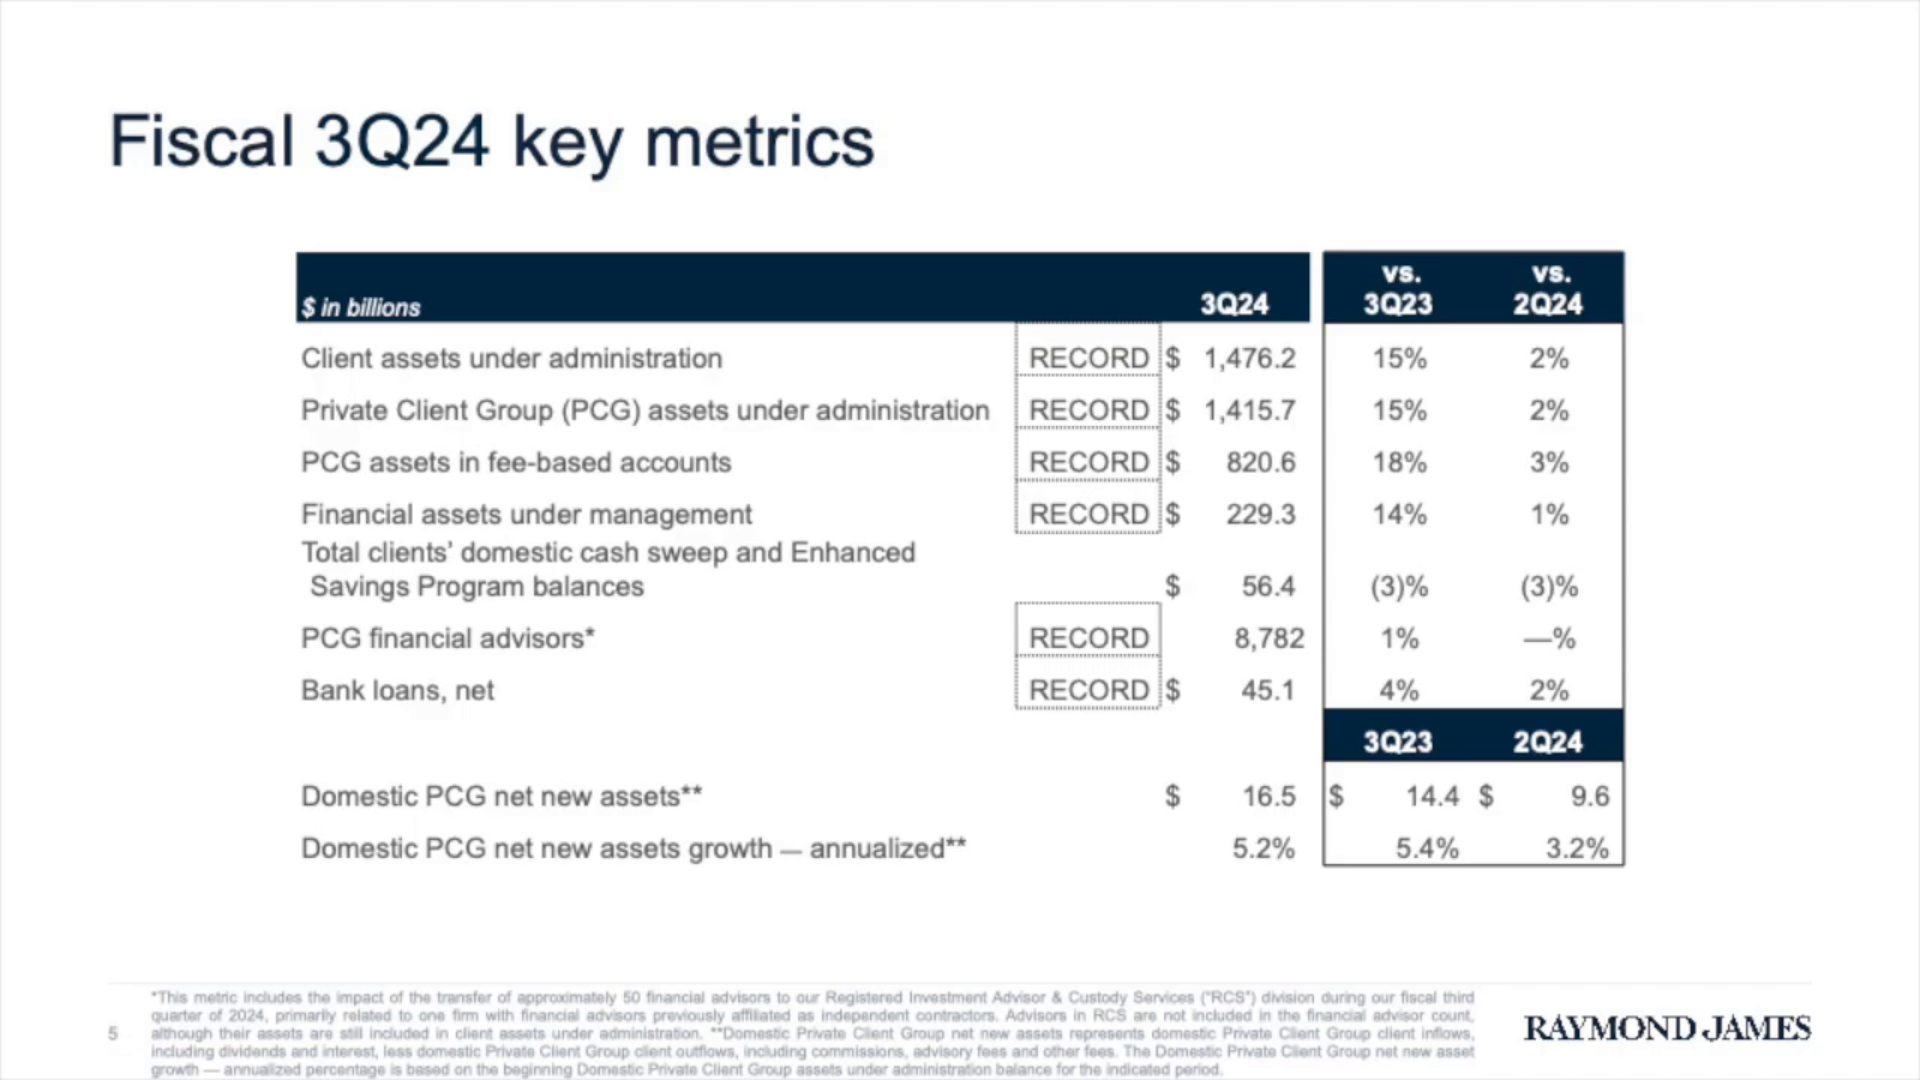 Fiscal 3Q24 key metrics
$ in billions 3Q24 vs. 3Q23 vs. 2Q24
Client assets under administration RECORD $ 1,476.2 15% 2%
Private Client Group (PCG) assets under administration RECORD $ 1,415.7 15% 2%
PCG assets in fee-based accounts RECORD $ 820.6 18% 3%
Financial assets under management RECORD $ 229.3 14% 1%
Total clients' domestic cash sweep and Enhanced
Savings Program balances $ 56.4 (3)% (3)%
PCG financial advisors* RECORD 8,782 1% —%
Bank loans, net RECORD $ 45.1 4% 2%
3Q23 2Q24
Domestic PCG net new assets** $ 16.5 $ 14.4 $ 9.6
Domestic PCG net new assets growth — annualized** 5.2% 5.4% 3.2%
*This metric includes the impact of the transfer of approximately 50 financial advisors to our Registered Investment Advisor & Custody Services ("RCS") division during our fiscal third
quarter of 2024, primarily related to one firm with financial advisors previously affiliated as independent contractors. Advisors in RCS are not included in the financial advisor count,
although their assets are still included in client assets under administration. **Domestic Private Client Group net new assets represents domestic Private Client Group client inflows,
including dividends and interest, less domestic Private Client Group client outflows, including commissions, advisory fees and other fees. The Domestic Private Client Group net new asset
growth — annualized percentage is based on the beginning Domestic Private Client Group assets under administration balance for the indicated period.
5
RAYMOND JAMES